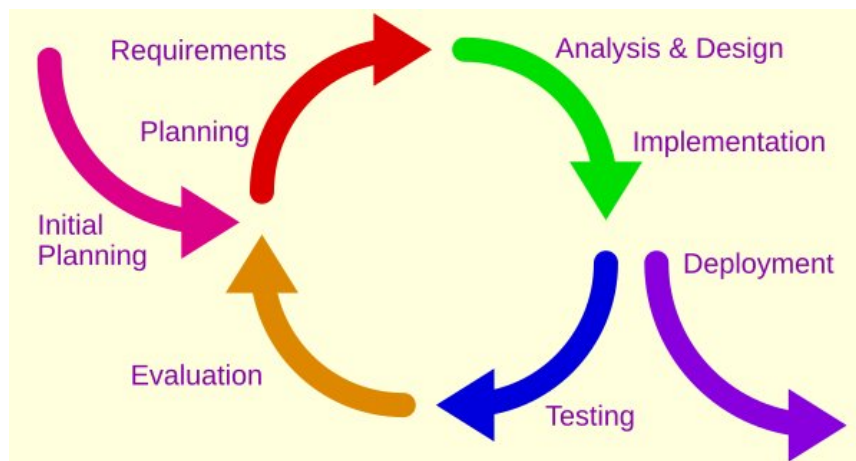 Requirements
Analysis & Design
Planning
Implementation
Initial
Planning
Deployment
Evaluation
Testing